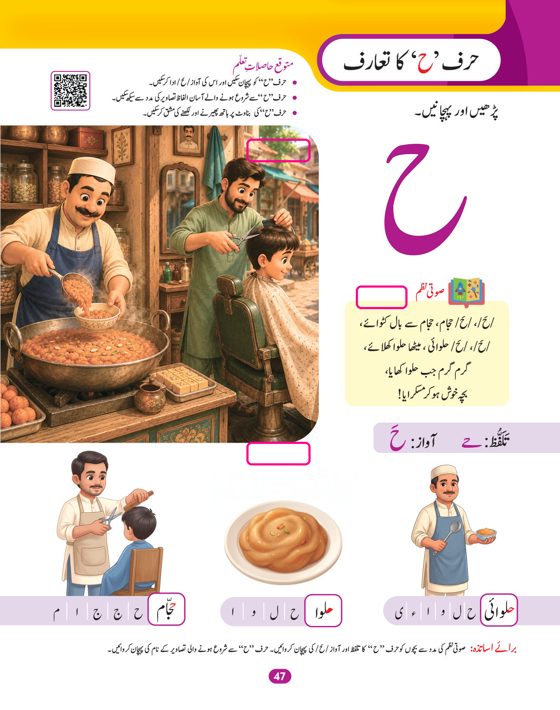 حرف ’ح‘ کا تعارف
متوقع حاصلاتِ تعلّم
• حرف ”ح“ کو پہچان سکیں اور اس کی آواز /ح/ ادا کر سکیں۔
• حرف ”ح“ سے شروع ہونے والے آسان الفاظ تصاویر کی مدد سے سیکھ سکیں۔
• حرف ”ح“ کی بناوٹ پر ہاتھ پھیرنے اور لکھنے کی مشق کر سکیں۔
پڑھیں اور پہچانیں۔
ح
صوتی نظم
/ح/، /ح/ حجام، حجام سے بال کٹوائے،
/ح/، /ح/ حلوائی، میٹھا حلوا کھلائے،
گرم گرم جب حلوا کھایا،
بچہ خوش ہو کر مسکرایا!
تَلَفُّظ: حے آواز: حَ
حلوائی ح ل و ا ء ی
حلوا ح ل و ا
حجّام ح ج ج ا م
برائے اساتذہ: صوتی نظم کی مدد سے بچوں کو حرف ”ح“ کا تلفظ اور آواز /ح/ کی پہچان کروائیں۔ حرف ”ح“ سے شروع ہونے والی تصاویر کے نام کی پہچان کروائیں۔
47